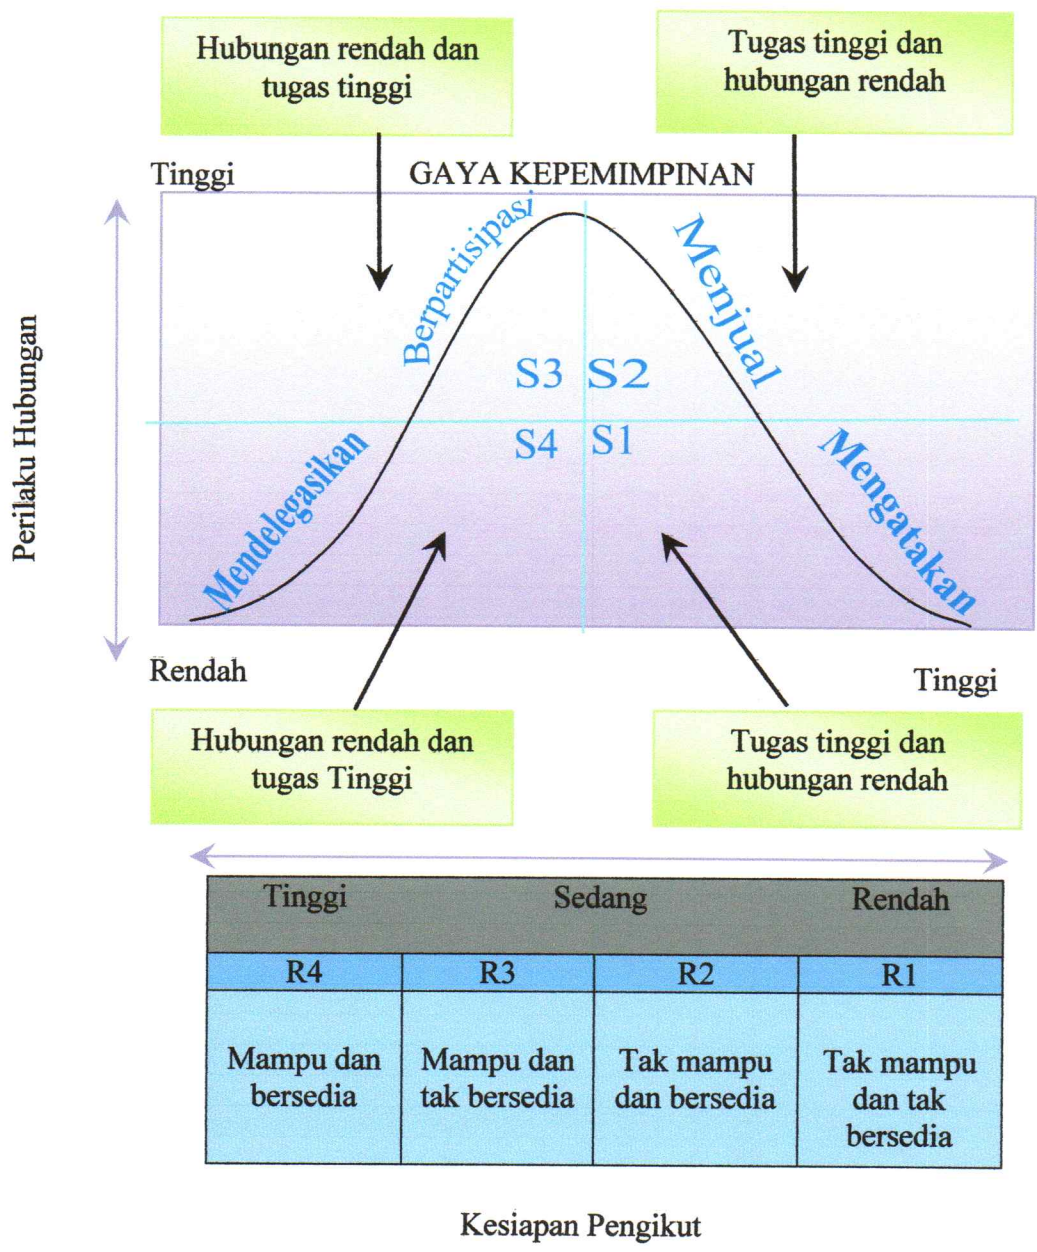 Hubungan rendah dan
tugas tinggi
Tugas tinggi dan
hubungan rendah
Tinggi
GAYA KEPEMIMPINAN
Berpartisipasi
Menjual
Perilaku Hubungan
S3
S2
S4
S1
Mendelegasikan
Mengatakan
Rendah
Tinggi
Hubungan rendah dan
tugas Tinggi
Tugas tinggi dan
hubungan rendah
Tinggi
Sedang
Rendah
R4
R3
R2
R1
Mampu dan
bersedia
Mampu dan
tak bersedia
Tak mampu
dan bersedia
Tak mampu
dan tak
bersedia
Kesiapan Pengikut